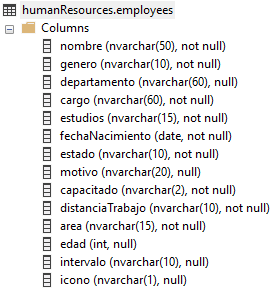 humanResources.employees
Columns
nombre (nvarchar(50), not null)
genero (nvarchar(10), not null)
departamento (nvarchar(60), null)
cargo (nvarchar(60), not null)
estudios (nvarchar(15), not null)
fechaNacimiento (date, not null)
estado (nvarchar(10), not null)
motivo (nvarchar(20), null)
capacitado (nvarchar(2), not null)
distanciaTrabajo (nvarchar(10), not null)
area (nvarchar(15), not null)
edad (int, null)
intervalo (nvarchar(10), null)
icono (nvarchar(1), null)